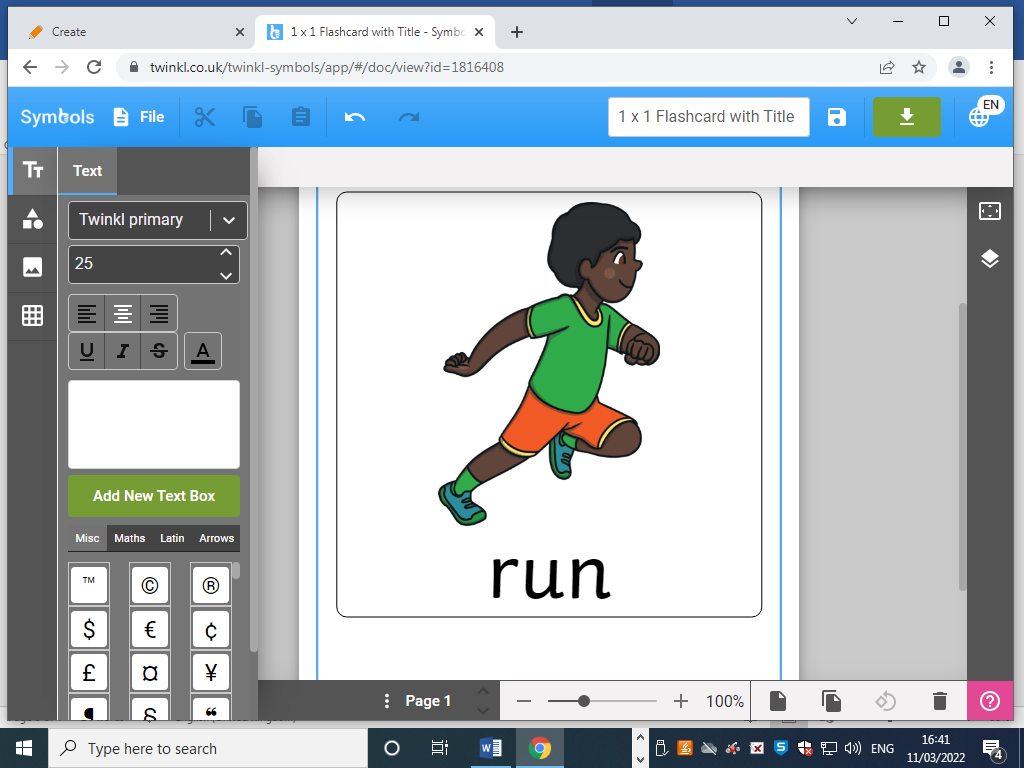 Create
1 x 1 Flashcard with Title - Symbo
twinkl.co.uk/twinkl-symbols/app/#/doc/view?id=1816408
Symbols
File
1 x 1 Flashcard with Title
EN
Text
Twinkl primary
25
U I S A
Add New Text Box
Misc Maths Latin Arrows
™ © ®
$ € ¢
£ ¤ ¥
¶ § “
run
Page 1
100%
Type here to search
ENG
16:41
11/03/2022
4